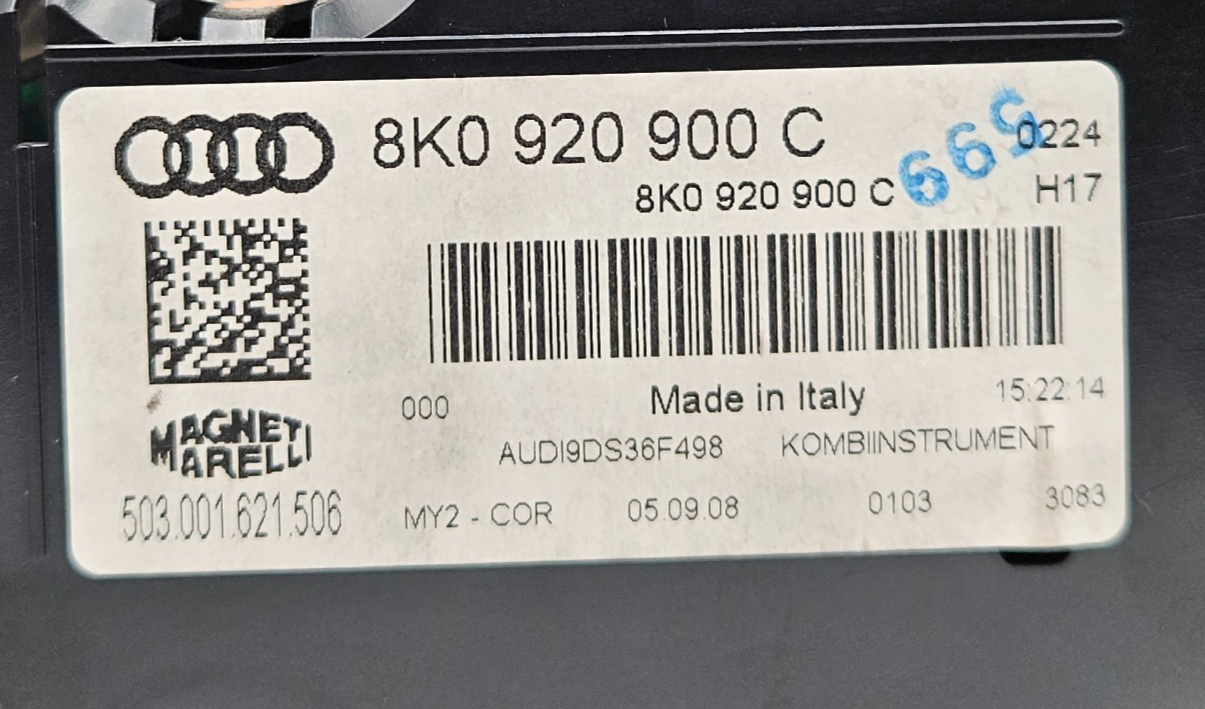 8K0 920 900 C
0224
8K0 920 900 C
H17
000
Made in Italy
15:22:14
MAGNETI
MARELLI
AUDI9DS36F498 KOMBIINSTRUMENT
503.001.621.506
MY2 - COR 05.09.08 0103 3083